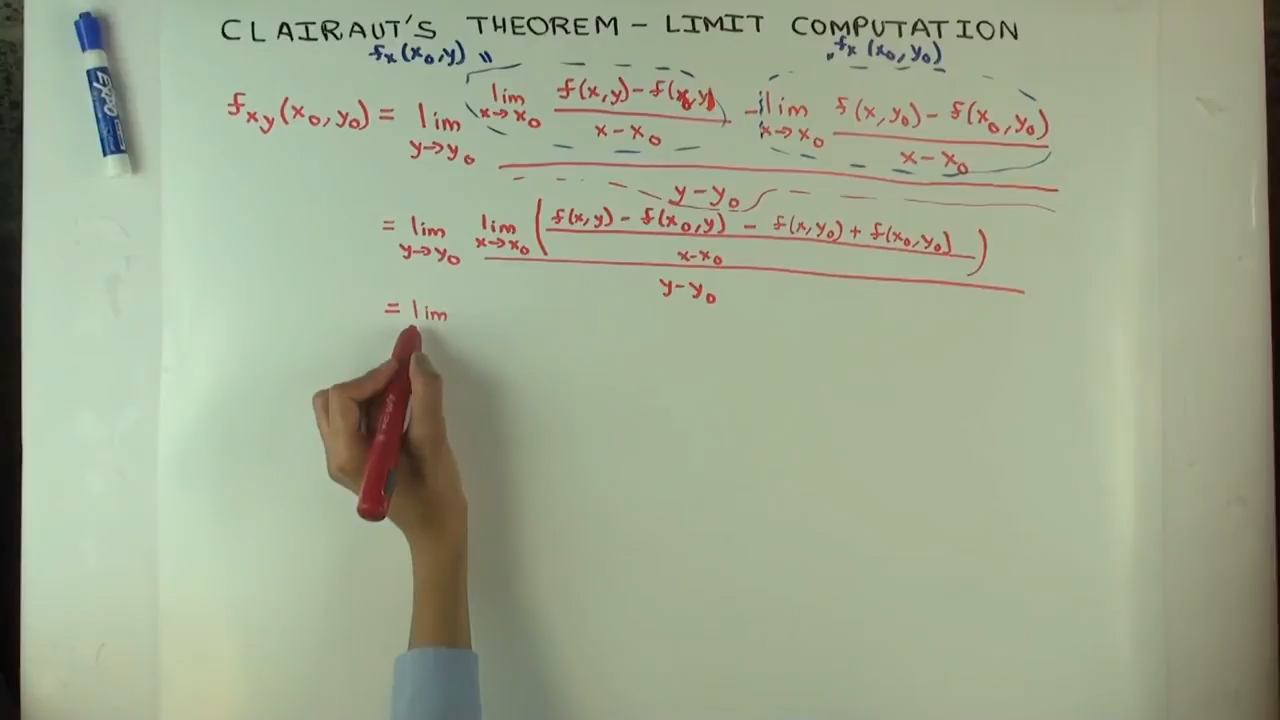 CLAIRAUT'S THEOREM – LIMIT COMPUTATION
fx(x0,y) " " fx(x0,y0)
fxy(x0,y0) = lim y→y0 lim x→x0 f(x,y) – f(x0,y) / x – x0 – lim x→x0 f(x,y0) – f(x0,y0) / x – x0
y – y0
= lim y→y0 lim x→x0 ( f(x,y) – f(x0,y) – f(x,y0) + f(x0,y0) / x – x0 )
y – y0
= lim
EXPO